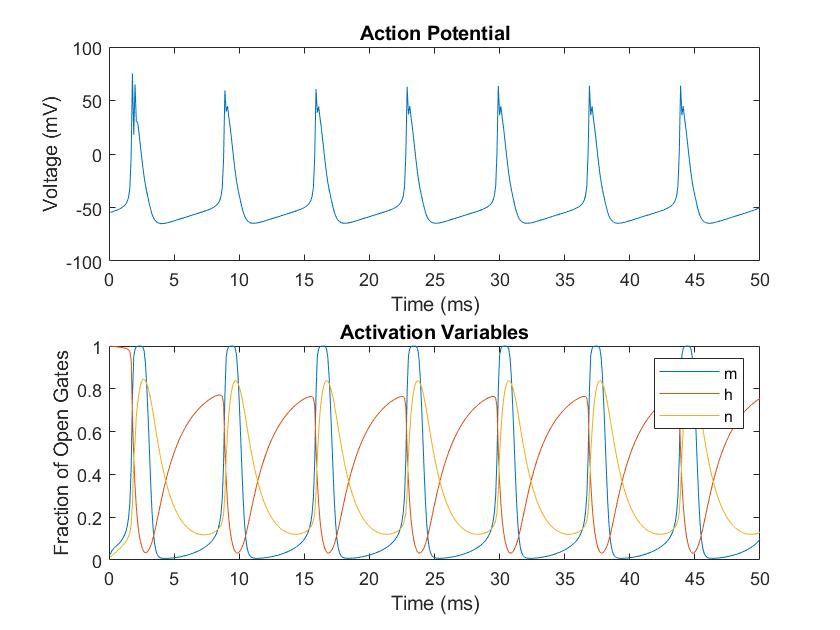 Action Potential
Voltage (mV)
100
50
0
-50
-100
0 5 10 15 20 25 30 35 40 45 50
Time (ms)
Activation Variables
Fraction of Open Gates
1
0.8
0.6
0.4
0.2
0
m
h
n
0 5 10 15 20 25 30 35 40 45 50
Time (ms)